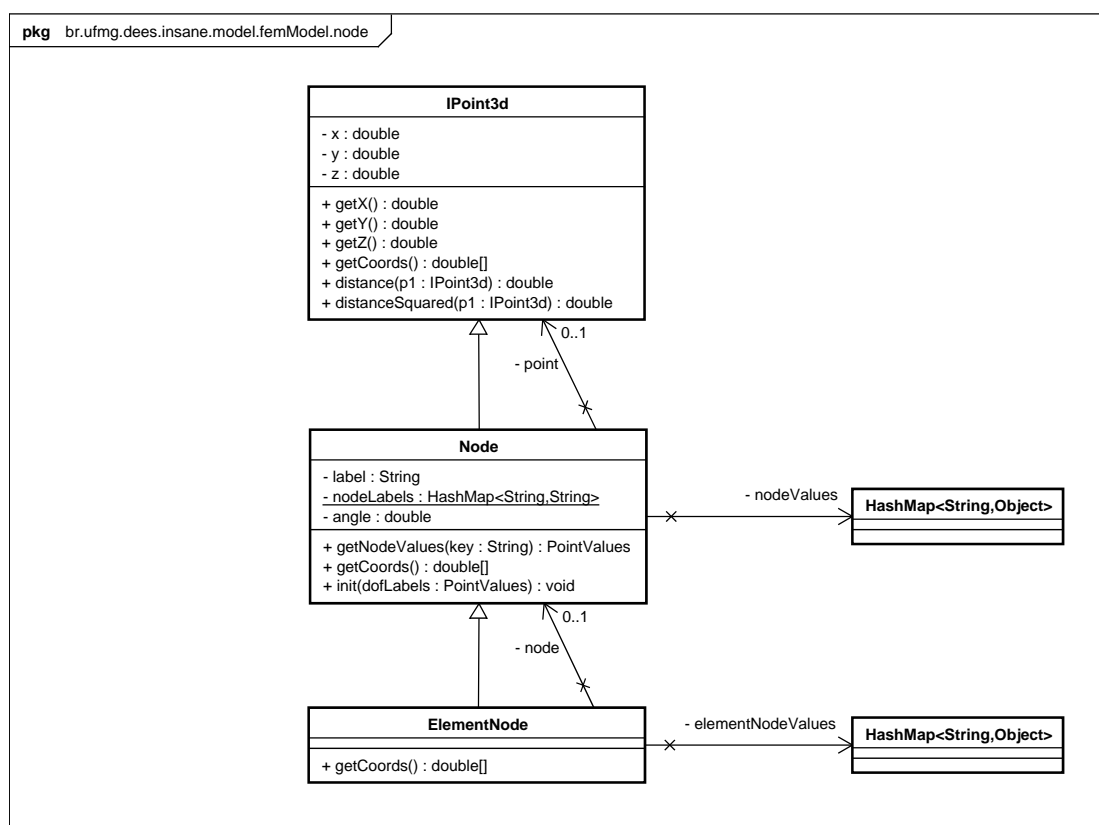 pkg br.ufmg.dees.insane.model.femModel.node
IPoint3d
- x : double
- y : double
- z : double
+ getX() : double
+ getY() : double
+ getZ() : double
+ getCoords() : double[]
+ distance(p1 : IPoint3d) : double
+ distanceSquared(p1 : IPoint3d) : double
0..1
- point
Node
- label : String
- nodeLabels : HashMap<String,String>
- angle : double
+ getNodeValues(key : String) : PointValues
+ getCoords() : double[]
+ init(dofLabels : PointValues) : void
- nodeValues
HashMap<String,Object>
0..1
- node
ElementNode
+ getCoords() : double[]
- elementNodeValues
HashMap<String,Object>